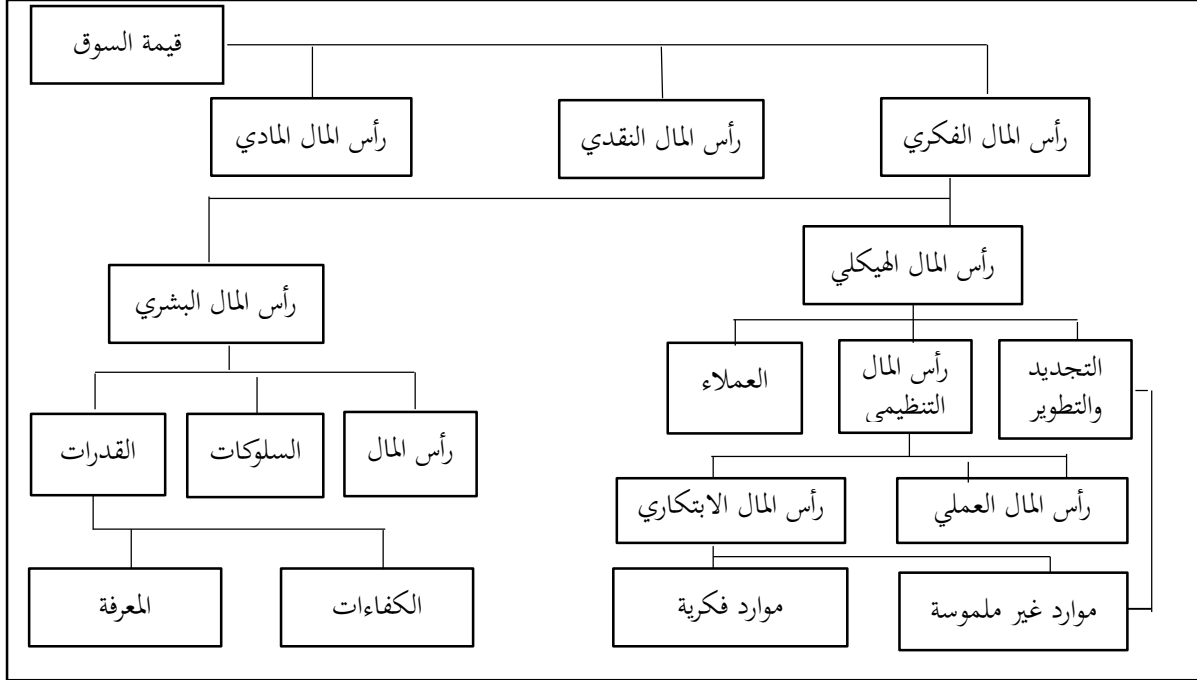 قيمة السوق
رأس المال الفكري
رأس المال النقدي
رأس المال المادي
رأس المال الهيكلي
رأس المال البشري
التجديد
والتطوير
رأس المال
التنظيمي
العملاء
رأس المال
السلوكات
القدرات
رأس المال العملي
رأس المال الابتكاري
موارد غير ملموسة
موارد فكرية
الكفاءات
المعرفة